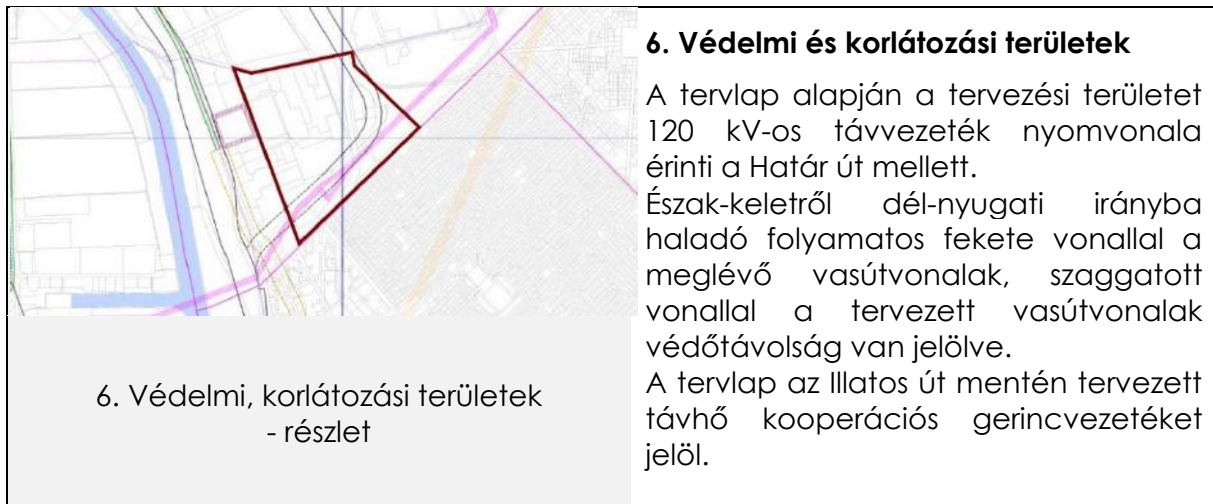 6. Védelmi, korlátozási területek
- részlet
6. Védelmi és korlátozási területek
A tervlap alapján a tervezési területet
120 kV-os távvezeték nyomvonala
érinti a Határ út mellett.
Észak-keletről dél-nyugati irányba
haladó folyamatos fekete vonallal a
meglévő vasútvonalak, szaggatott
vonallal a tervezett vasútvonalak
védőtávolság van jelölve.
A tervlap az Illatos út mentén tervezett
távhő kooperációs gerincvezetéket
jelöl.